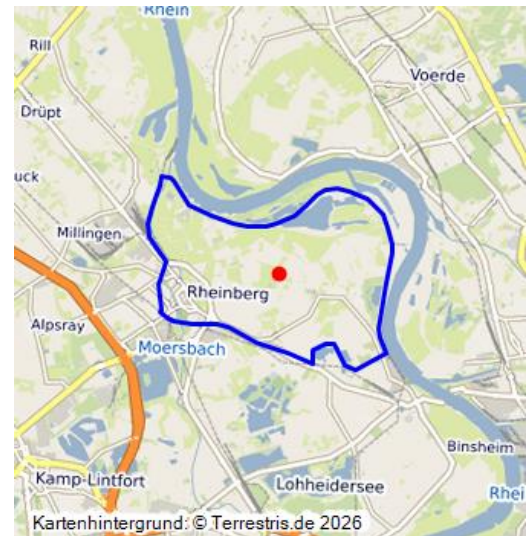 Rhein
Rill
Voerde
Drüpt
uck
Millingen
Rheinberg
Alpsray
Moersbach
Binsheim
Kamp-Lintfort
Lohheidersee
Rhei
Kartenhintergrund: © Terrestris.de 2026